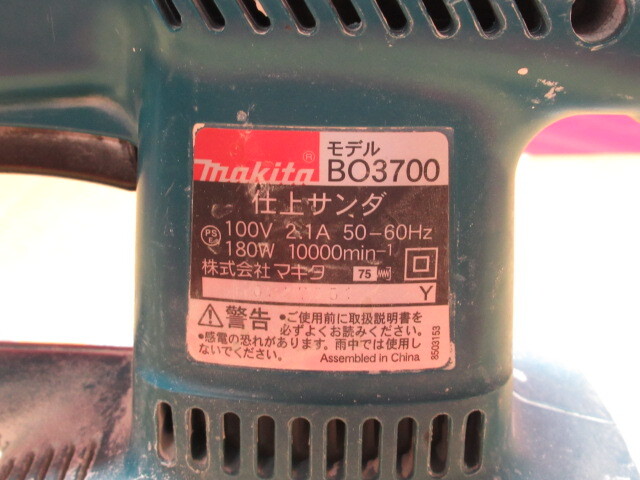 makita® モデル BO3700
仕上サンダ
PS E 100V 2.1A 50-60Hz
180W 10000min⁻¹
株式会社マキタ 75
Y
警告 •ご使用前に取扱説明書を
必ずよくお読みください。
•感電の恐れがあります。雨中では使用し
ないでください。
Assembled in China
8503153